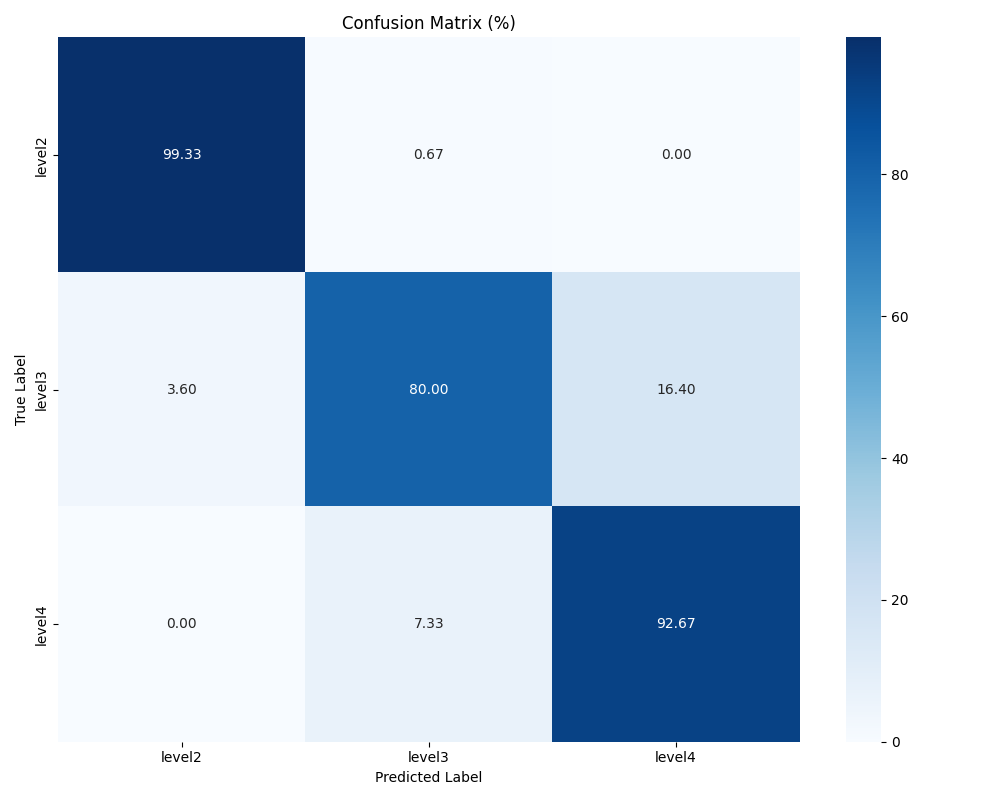 Confusion Matrix (%)
True Label
level2
99.33
0.67
0.00
level3
3.60
80.00
16.40
level4
0.00
7.33
92.67
level2
level3
level4
Predicted Label
80
60
40
20
0